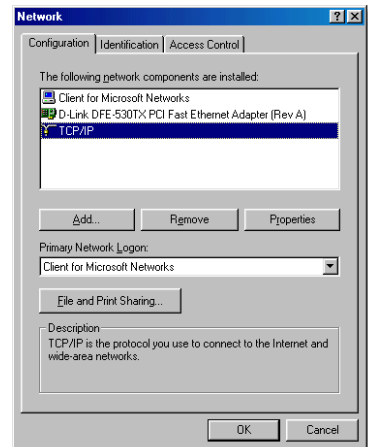 Network
Configuration Identification Access Control
The following network components are installed:
Client for Microsoft Networks
D-Link DFE-530TX PCI Fast Ethernet Adapter (Rev A)
TCP/IP
Add... Remove Properties
Primary Network Logon:
Client for Microsoft Networks
File and Print Sharing...
Description
TCP/IP is the protocol you use to connect to the Internet and
wide-area networks.
OK Cancel